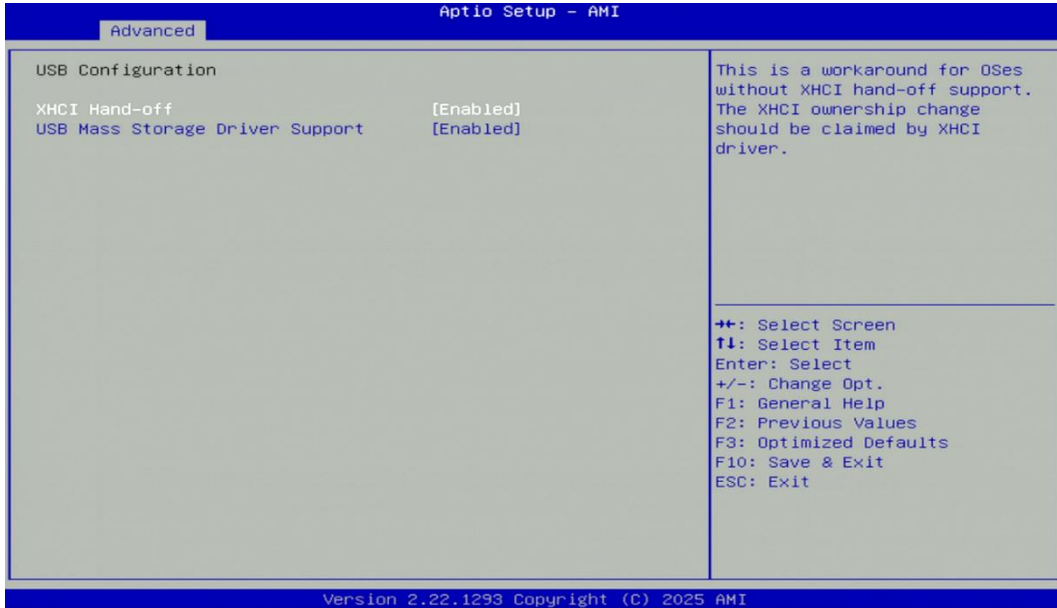 Aptio Setup – AMI
Advanced
USB Configuration
XHCI Hand-off [Enabled]
USB Mass Storage Driver Support [Enabled]
This is a workaround for OSes
without XHCI hand-off support.
The XHCI ownership change
should be claimed by XHCI
driver.
→←: Select Screen
↑↓: Select Item
Enter: Select
+/-: Change Opt.
F1: General Help
F2: Previous Values
F3: Optimized Defaults
F10: Save & Exit
ESC: Exit
Version 2.22.1293 Copyright (C) 2025 AMI